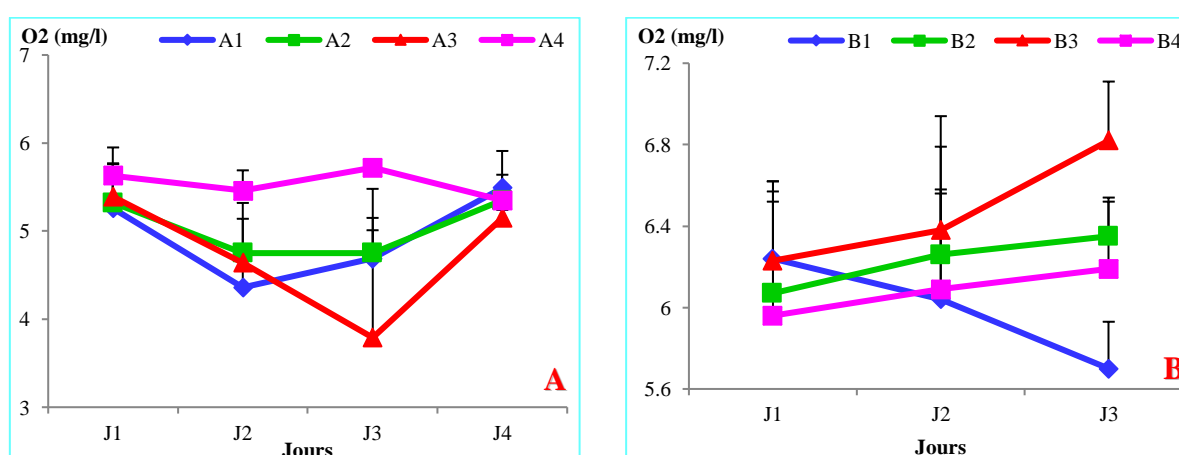 O2 (mg/l) A1 A2 A3 A4
7
6
5
4
3
J1 J2 J3 J4
Jours
A
O2 (mg/l) B1 B2 B3 B4
7.2
6.8
6.4
6
5.6
J1 J2 J3
Jours
B